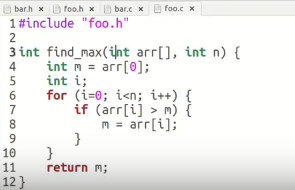 bar.h foo.h bar.c foo.c
1 #include "foo.h"
2
3 int find_max(int arr[], int n) {
4 int m = arr[0];
5 int i;
6 for (i=0; i<n; i++) {
7 if (arr[i] > m) {
8 m = arr[i];
9 }
10 }
11 return m;
12 }